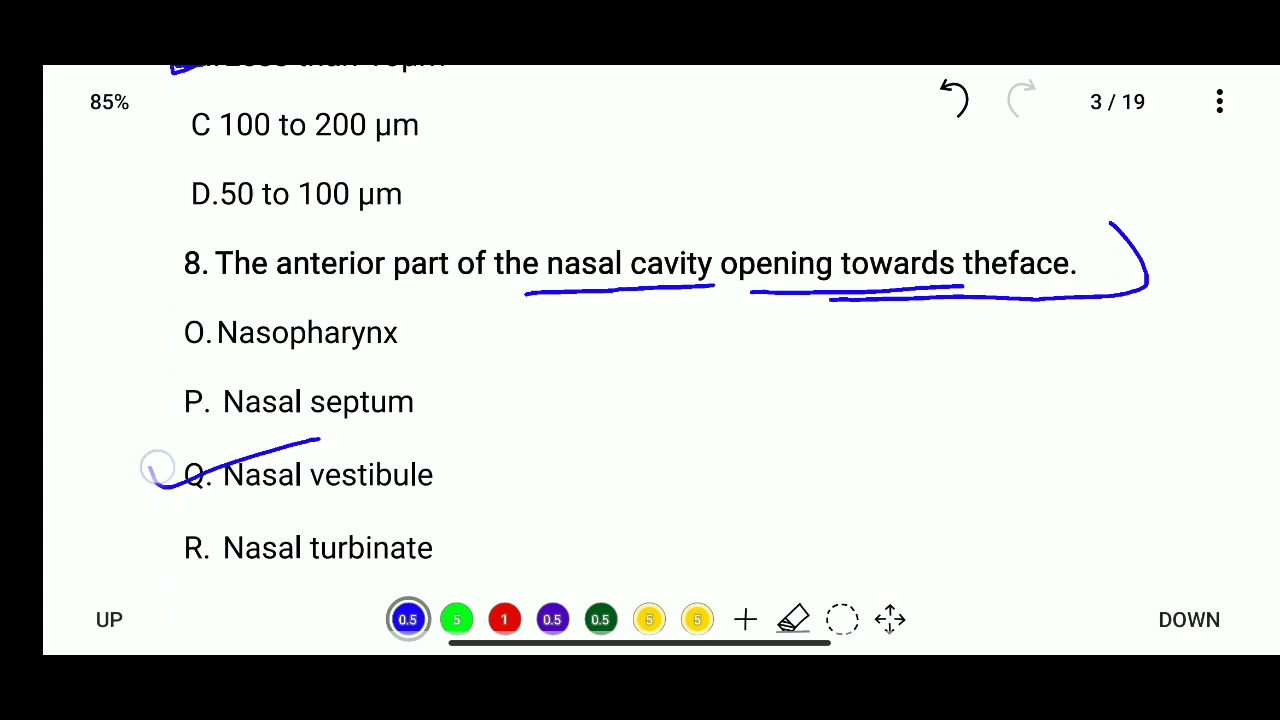 85%
3 / 19
C 100 to 200 µm
D.50 to 100 µm
8. The anterior part of the nasal cavity opening towards theface.
O. Nasopharynx
P. Nasal septum
Q. Nasal vestibule
R. Nasal turbinate
UP
0.5 5 1 0.5 0.5 5 5
DOWN